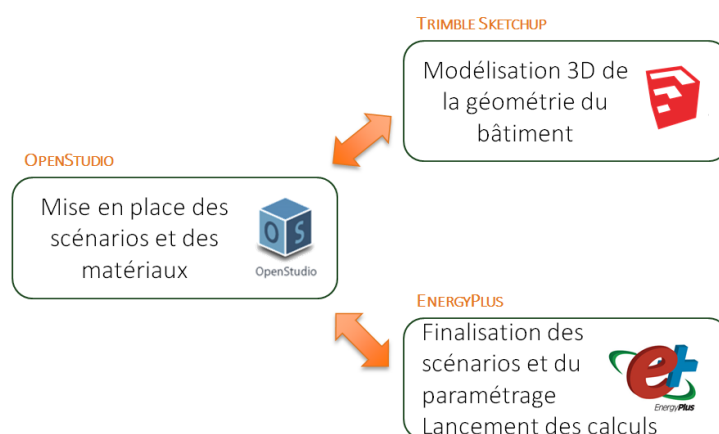 TRIMBLE SKETCHUP
Modélisation 3D de
la géométrie du
bâtiment
OPENSTUDIO
Mise en place des
scénarios et des
matériaux
OS
OpenStudio
ENERGYPLUS
Finalisation des
scénarios et du
paramétrage
Lancement des calculs
e+
EnergyPlus